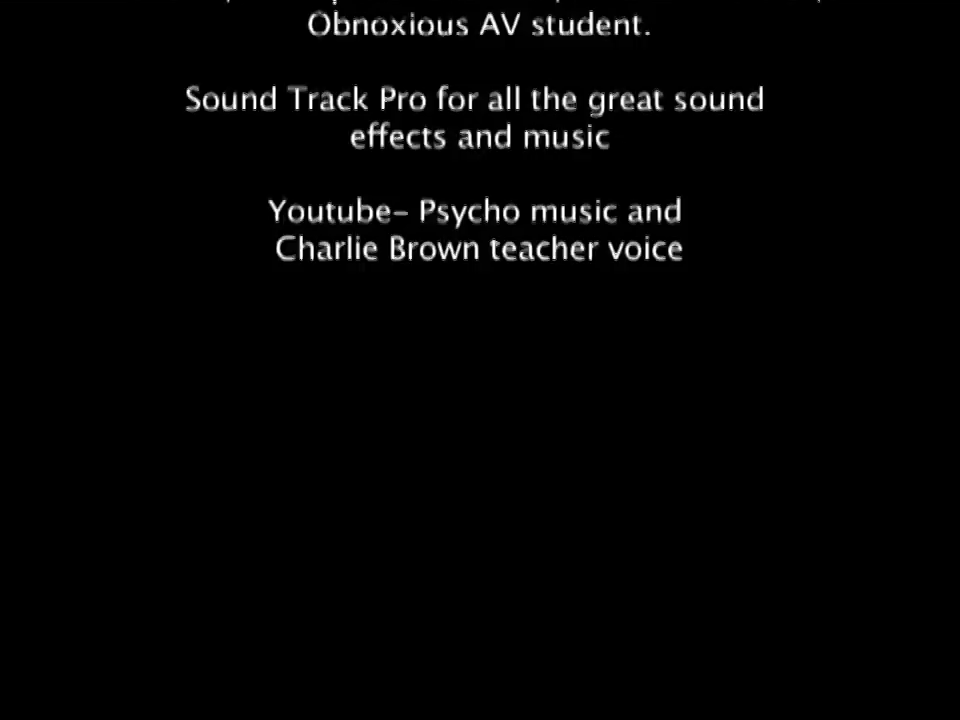 Obnoxious AV student.
Sound Track Pro for all the great sound
effects and music
Youtube- Psycho music and
Charlie Brown teacher voice